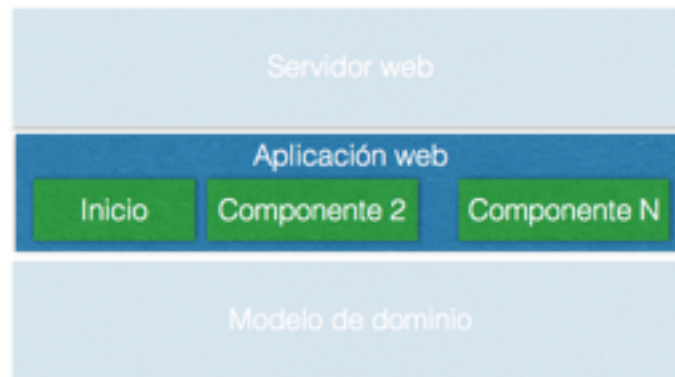 Servidor web
Aplicación web
Inicio Componente 2 Componente N
Modelo de dominio